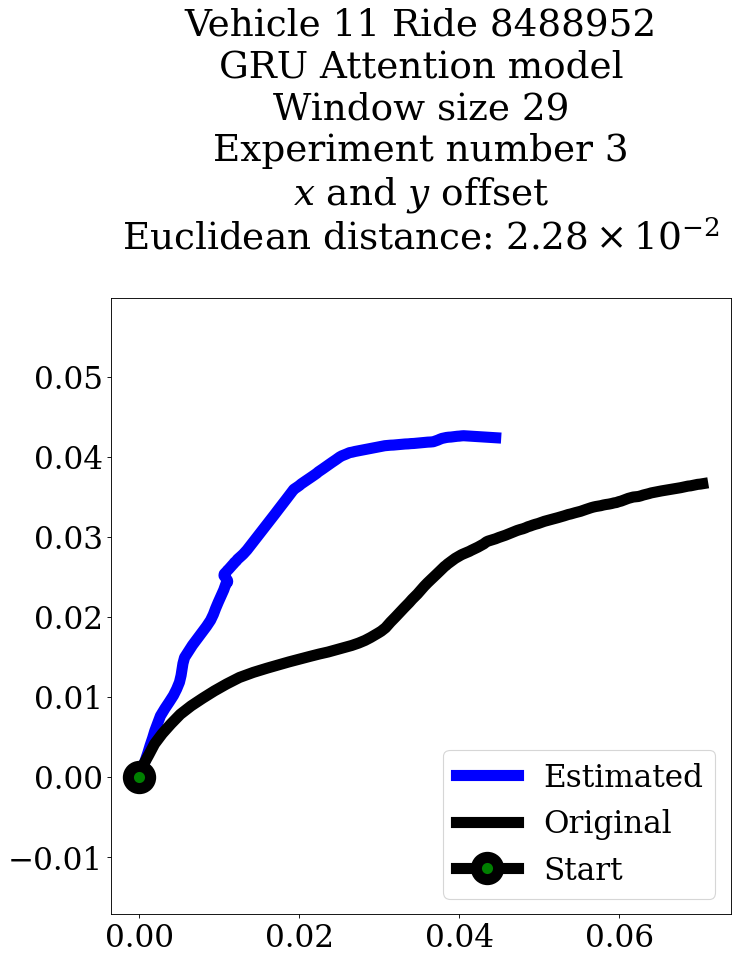 Vehicle 11 Ride 8488952
GRU Attention model
Window size 29
Experiment number 3
x and y offset
Euclidean distance: 2.28 × 10⁻²
0.05
0.04
0.03
0.02
0.01
0.00
−0.01
Estimated
Original
Start
0.00 0.02 0.04 0.06